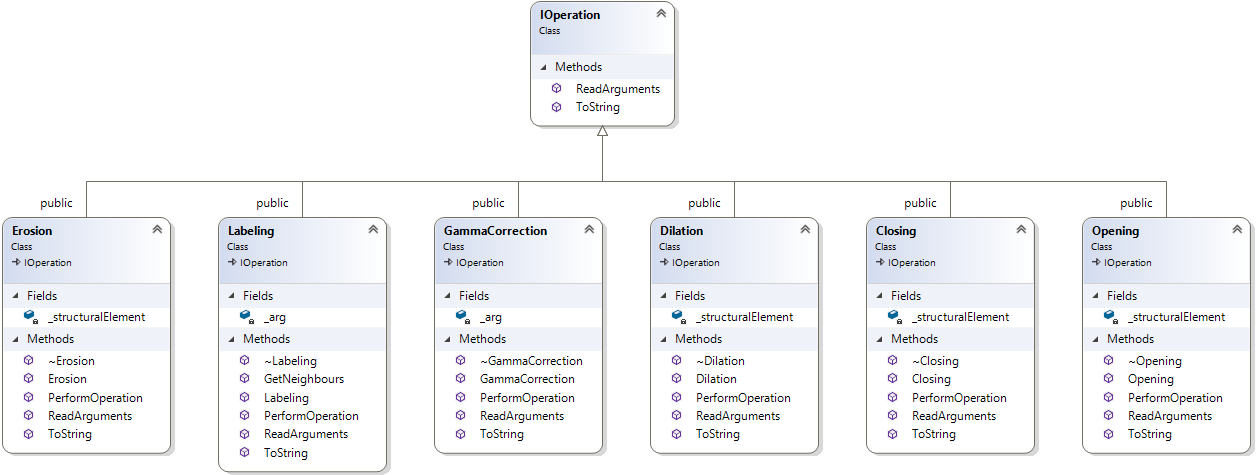 IOperation
Class
Methods
ReadArguments
ToString
public
public
public
public
public
public
Erosion
Class
IOperation
Fields
_structuralElement
Methods
~Erosion
Erosion
PerformOperation
ReadArguments
ToString
Labeling
Class
IOperation
Fields
_arg
Methods
~Labeling
GetNeighbours
Labeling
PerformOperation
ReadArguments
ToString
GammaCorrection
Class
IOperation
Fields
_arg
Methods
~GammaCorrection
GammaCorrection
PerformOperation
ReadArguments
ToString
Dilation
Class
IOperation
Fields
_structuralElement
Methods
~Dilation
Dilation
PerformOperation
ReadArguments
ToString
Closing
Class
IOperation
Fields
_structuralElement
Methods
~Closing
Closing
PerformOperation
ReadArguments
ToString
Opening
Class
IOperation
Fields
_structuralElement
Methods
~Opening
Opening
PerformOperation
ReadArguments
ToString